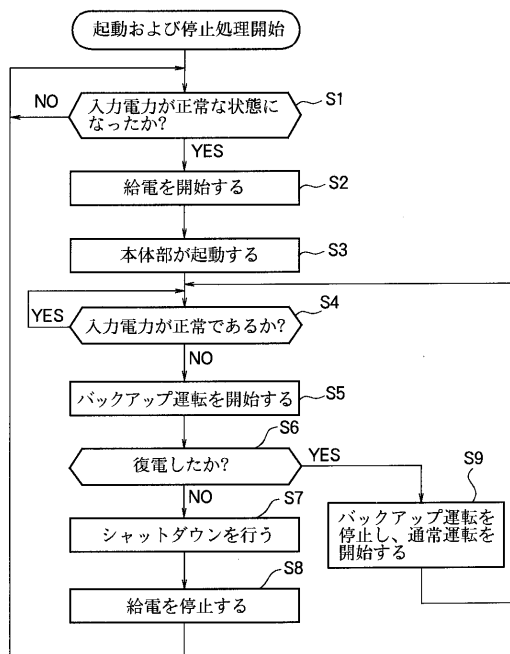 起動および停止処理開始
NO
入力電力が正常な状態に
なったか?
S1
YES
給電を開始する
S2
本体部が起動する
S3
YES
入力電力が正常であるか?
S4
NO
バックアップ運転を開始する
S5
復電したか?
S6
YES
NO
S9
バックアップ運転を
停止し、通常運転を
開始する
シャットダウンを行う
S7
給電を停止する
S8